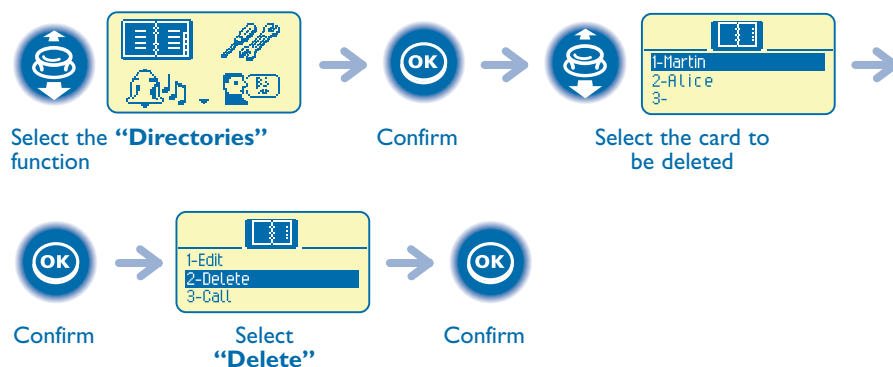 OK
1-Martin
2-Alice
3-
Select the “Directories”
function
Confirm
Select the card to
be deleted
OK
1-Edit
2-Delete
3-Call
OK
Confirm
Select
“Delete”
Confirm